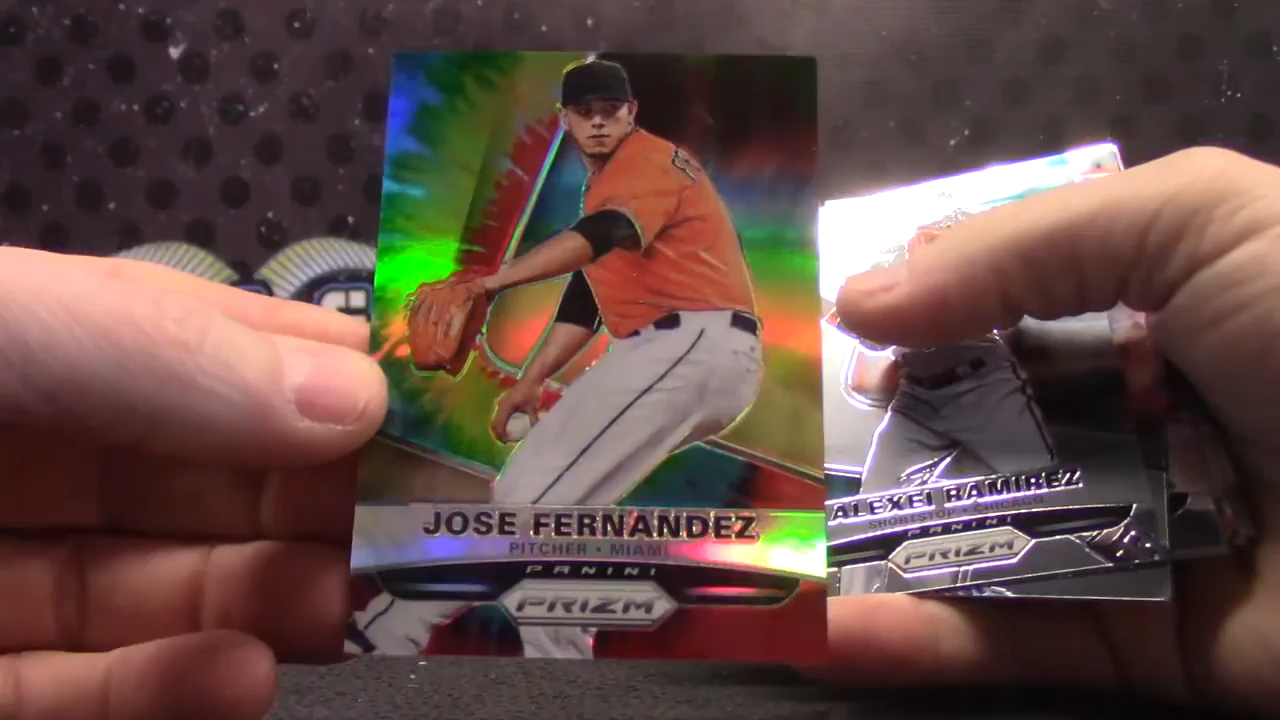 JOSE FERNANDEZ
PITCHER • MIAMI
PANINI
PRIZM
ALEXEI RAMIREZ
SHORTSTOP • CHICAGO
PANINI
PRIZM